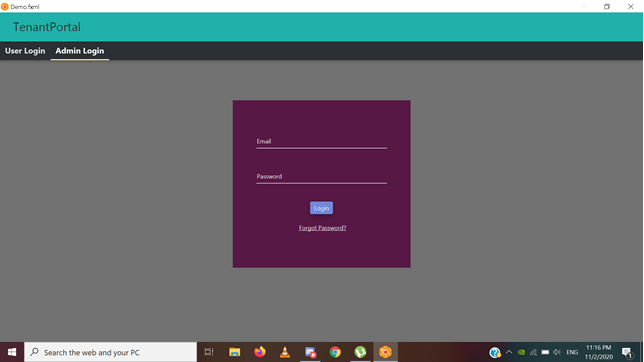 Demo.fxml
TenantPortal
User Login Admin Login
Email
Password
Login
Forgot Password?
Search the web and your PC
ENG
11:16 PM
11/2/2020